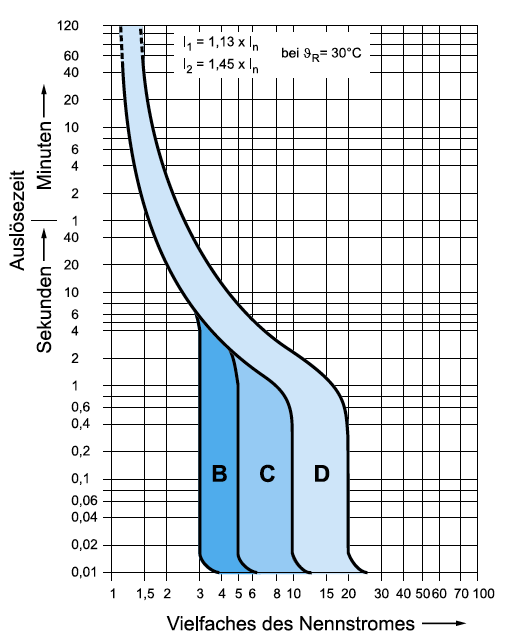 120
60
40
20
10
6
4
2
1
40
20
10
6
4
2
1
0,6
0,4
0,2
0,1
0,06
0,04
0,02
0,01
Auslösezeit
Sekunden
Minuten
I1 = 1,13 x In
I2 = 1,45 x In
bei ϑR= 30°C
B C D
1 1,5 2 3 4 5 6 8 10 15 20 30 40 50 60 70 100
Vielfaches des Nennstromes